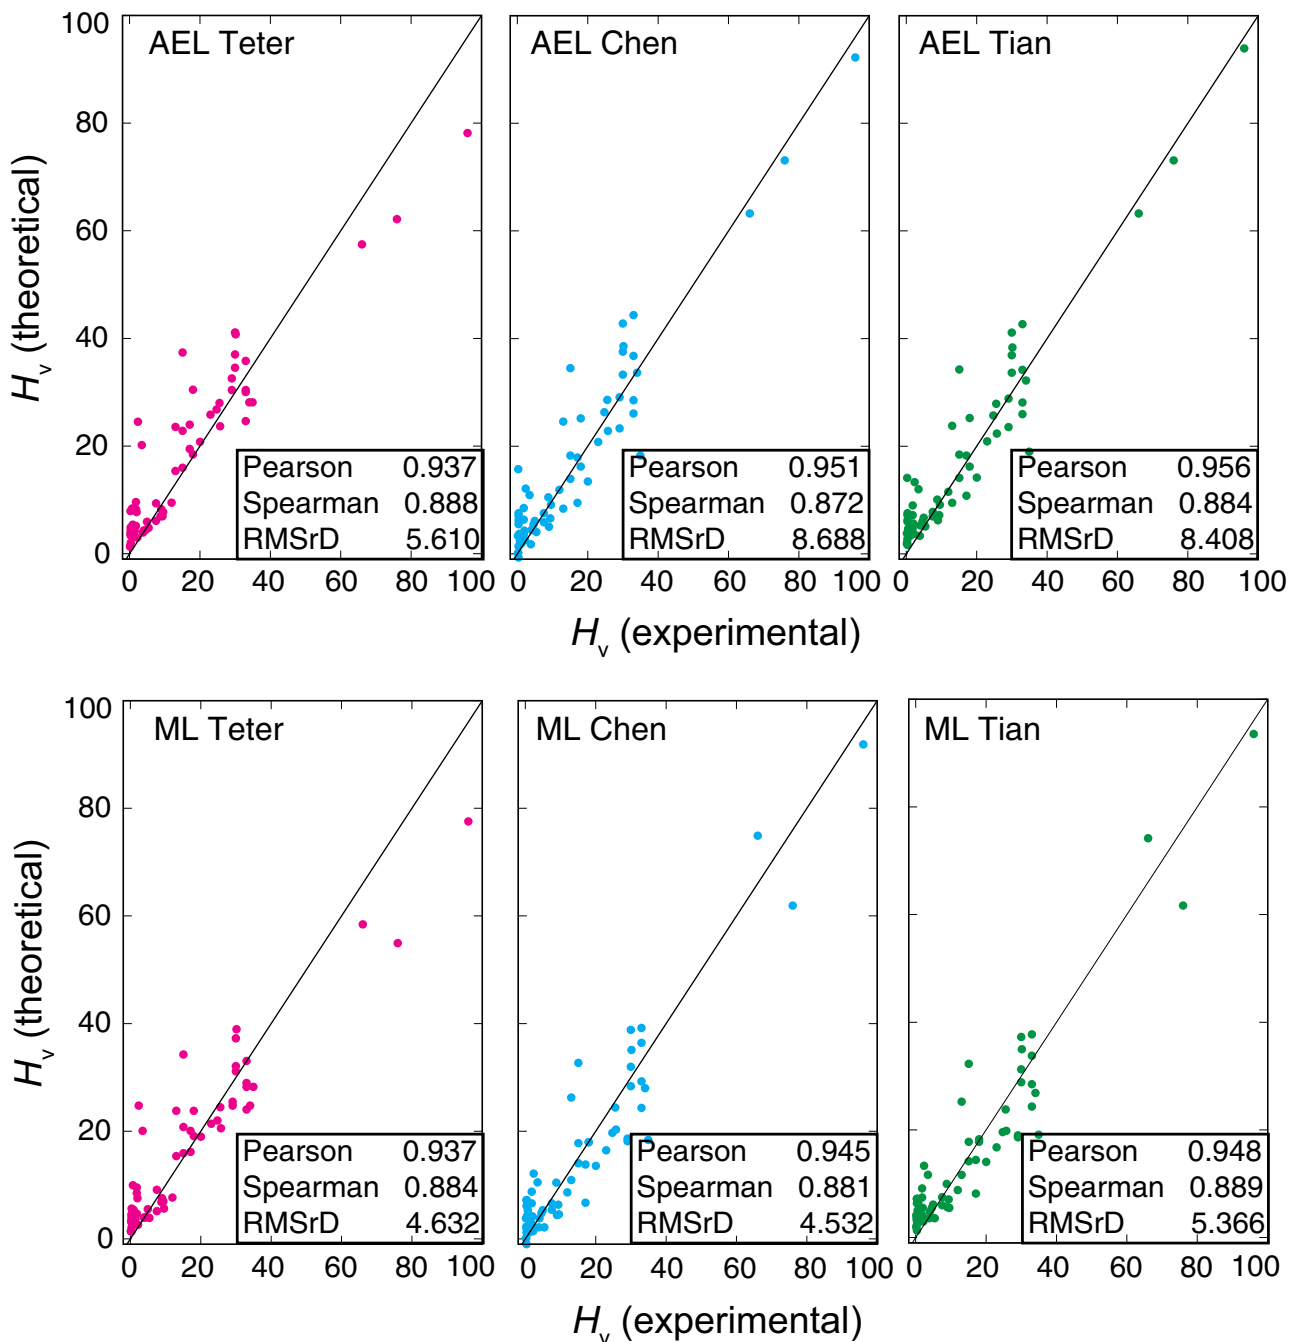 AEL Teter
AEL Chen
AEL Tian
H_v (theoretical)
100
80
60
40
20
0
Pearson 0.937
Spearman 0.888
RMSrD 5.610
Pearson 0.951
Spearman 0.872
RMSrD 8.688
Pearson 0.956
Spearman 0.884
RMSrD 8.408
0 20 40 60 80 100
0 20 40 60 80 100
0 20 40 60 80 100
H_v (experimental)
ML Teter
ML Chen
ML Tian
H_v (theoretical)
100
80
60
40
20
0
Pearson 0.937
Spearman 0.884
RMSrD 4.632
Pearson 0.945
Spearman 0.881
RMSrD 4.532
Pearson 0.948
Spearman 0.889
RMSrD 5.366
0 20 40 60 80 100
0 20 40 60 80 100
0 20 40 60 80 100
H_v (experimental)